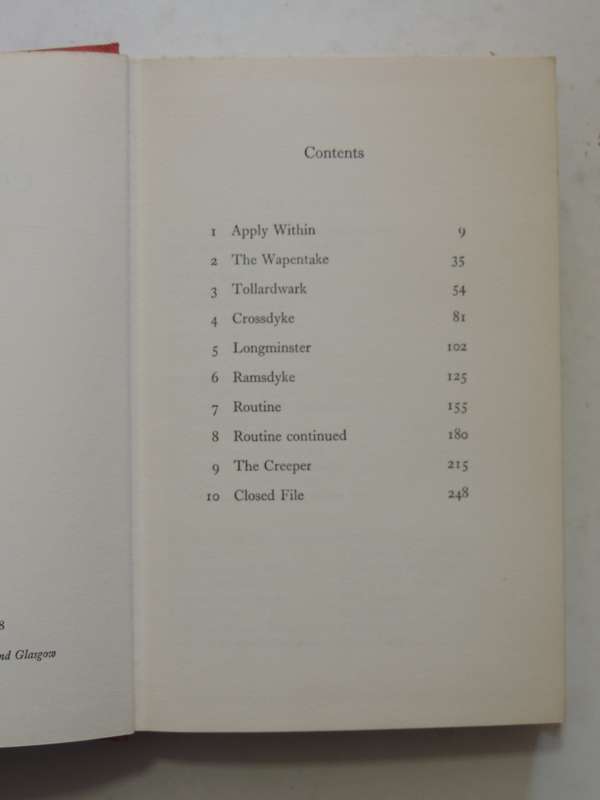 8
nd Glasgow
Contents
1 Apply Within 9
2 The Wapentake 35
3 Tollardwark 54
4 Crossdyke 81
5 Longminster 102
6 Ramsdyke 125
7 Routine 155
8 Routine continued 180
9 The Creeper 215
10 Closed File 248